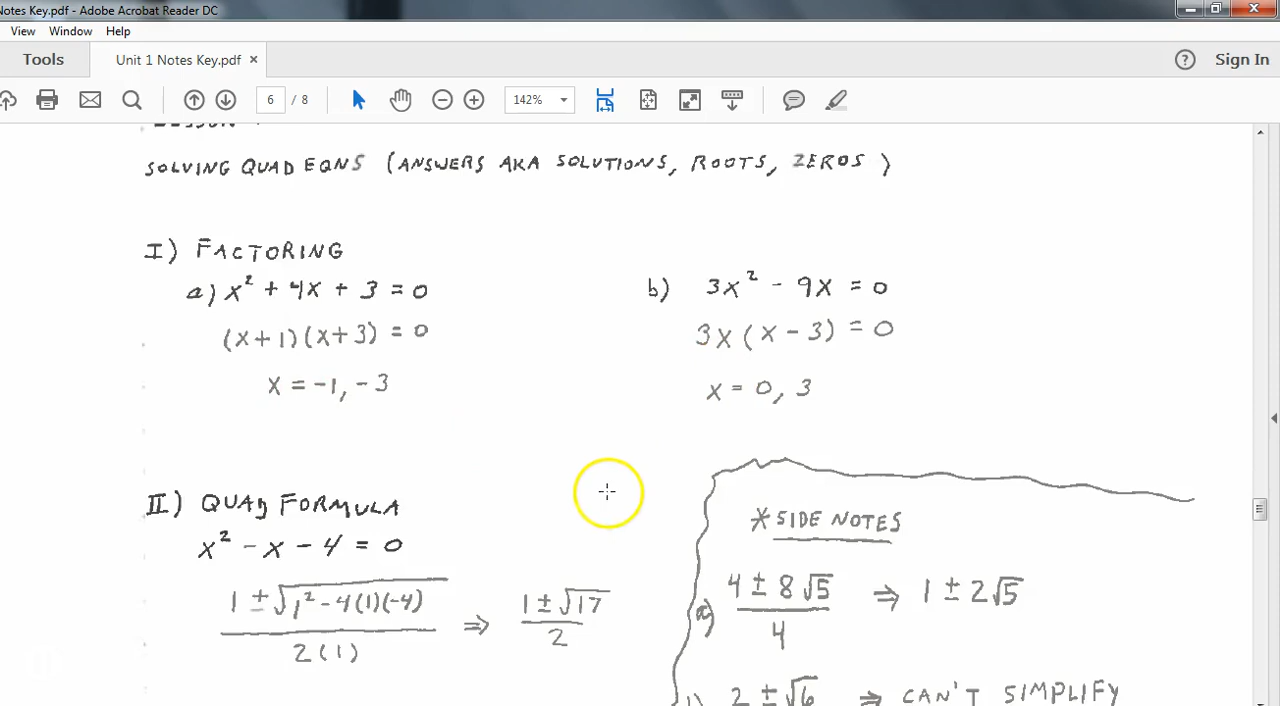 Notes Key.pdf - Adobe Acrobat Reader DC
View Window Help
Tools Unit 1 Notes Key.pdf × ? Sign In
6 / 8 142%
SOLVING QUAD EQNS (ANSWERS AKA SOLUTIONS, ROOTS, ZEROS)
I) FACTORING
a) x² + 4x + 3 = 0
(x+1)(x+3) = 0
x = -1, -3
b) 3x² - 9x = 0
3x(x-3) = 0
x = 0, 3
II) QUAD FORMULA
x² - x - 4 = 0
1 ± √1² - 4(1)(-4) ⇒ 1 ± √17
2(1) 2
* SIDE NOTES
a) 4 ± 8√5 ⇒ 1 ± 2√5
4
2 ± √6 ⇒ CAN'T SIMPLIFY